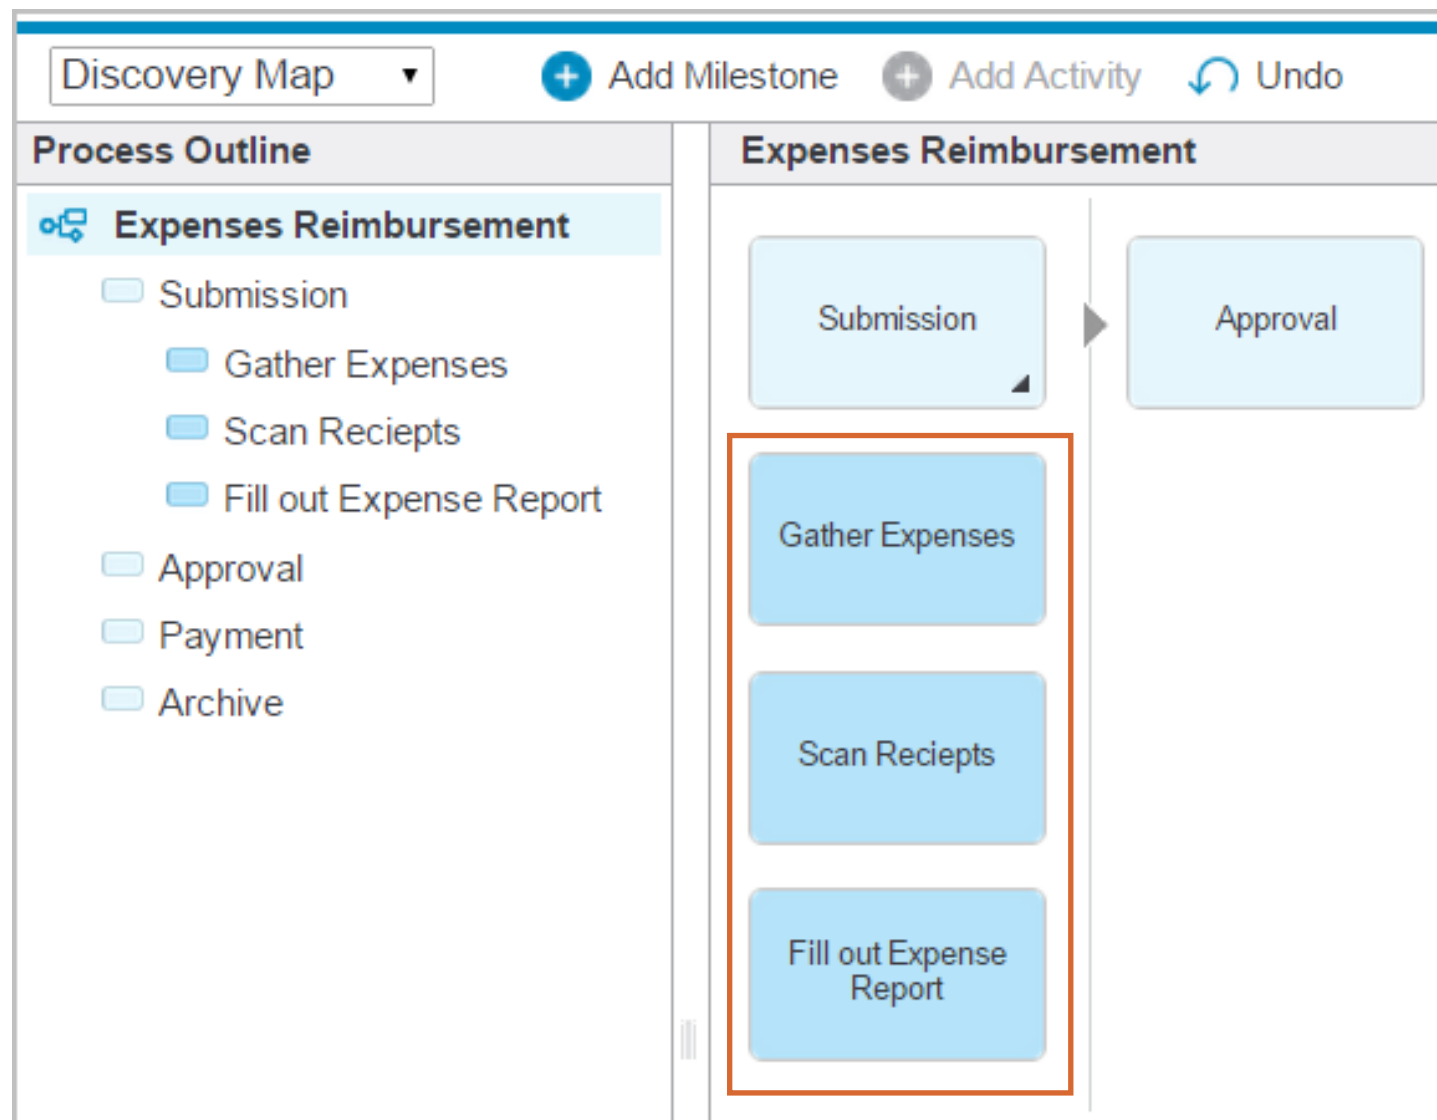 Discovery Map
Add Milestone
Add Activity
Undo
Process Outline
Expenses Reimbursement
Submission
Gather Expenses
Scan Reciepts
Fill out Expense Report
Approval
Payment
Archive
Expenses Reimbursement
Submission
Approval
Gather Expenses
Scan Reciepts
Fill out Expense
Report